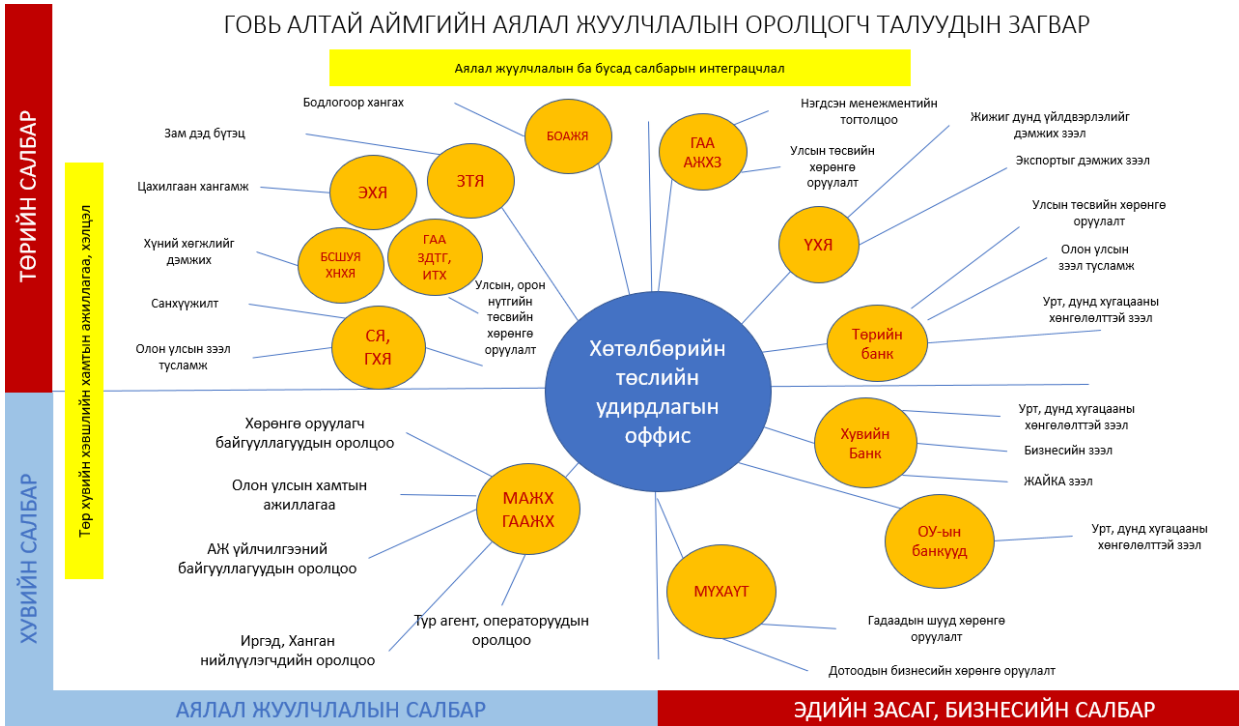 ГОВЬ АЛТАЙ АЙМГИЙН АЯЛАЛ ЖУУЛЧЛАЛЫН ОРОЛЦОГЧ ТАЛУУДЫН ЗАГВАР
Аялал жуулчлалын ба бусад салбарын интеграцчлал
ТӨРИЙН САЛБАР
ХУВИЙН САЛБАР
Төр хувийн хэвшлийн хамтын ажиллагаа, хэлцэл
Бодлогоор хангах
БОАЖЯ
Зам дэд бүтэц
ЗТЯ
Цахилгаан хангамж
ЭХЯ
Хүний хөгжлийг
дэмжих
БСШУЯ
ХНХЯ
ГАА
ЗДТГ,
ИТХ
Улсын, орон
нутгийн
төсвийн
хөрөнгө
оруулалт
Санхүүжилт
Олон улсын зээл
тусламж
СЯ,
ГХЯ
ГАА
АЖХЗ
Нэгдсэн менежментийн
тогтолцоо
Улсын төсвийн
хөрөнгө
оруулалт
Жижиг дунд үйлдвэрлэлийг
дэмжих зээл
Экспортыг дэмжих зээл
ҮХЯ
Улсын төсвийн хөрөнгө
оруулалт
Олон улсын
зээл тусламж
Урт, дунд хугацааны
хөнгөлөлттэй зээл
Төрийн
банк
Хөтөлбөрийн
төслийн
удирдлагын
оффис
Хөрөнгө оруулагч
байгууллагуудын оролцоо
Олон улсын хамтын
ажиллагаа
АЖ үйлчилгээний
байгууллагуудын оролцоо
Иргэд, Ханган
нийлүүлэгчдийн оролцоо
Тур агент, операторуудын
оролцоо
МАЖХ
ГААЖХ
Хувийн
Банк
Урт, дунд хугацааны
хөнгөлөлттэй зээл
Бизнесийн зээл
ЖАЙКА зээл
ОУ-ын
банкууд
Урт, дунд хугацааны
хөнгөлөлттэй зээл
МҮХАҮТ
Гадаадын шууд хөрөнгө
оруулалт
Дотоодын бизнесийн хөрөнгө оруулалт
АЯЛАЛ ЖУУЛЧЛАЛЫН САЛБАР
ЭДИЙН ЗАСАГ, БИЗНЕСИЙН САЛБАР